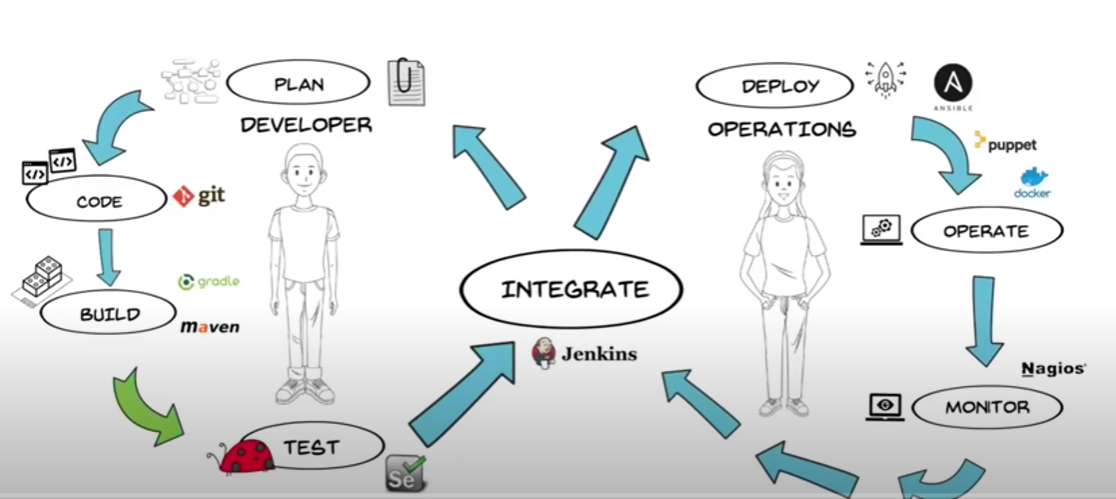 PLAN
DEVELOPER
</>
</>
CODE
git
BUILD
gradle
maven
TEST
Se
INTEGRATE
Jenkins
DEPLOY
A
ANSIBLE
OPERATIONS
puppet
docker
OPERATE
Nagios®
MONITOR